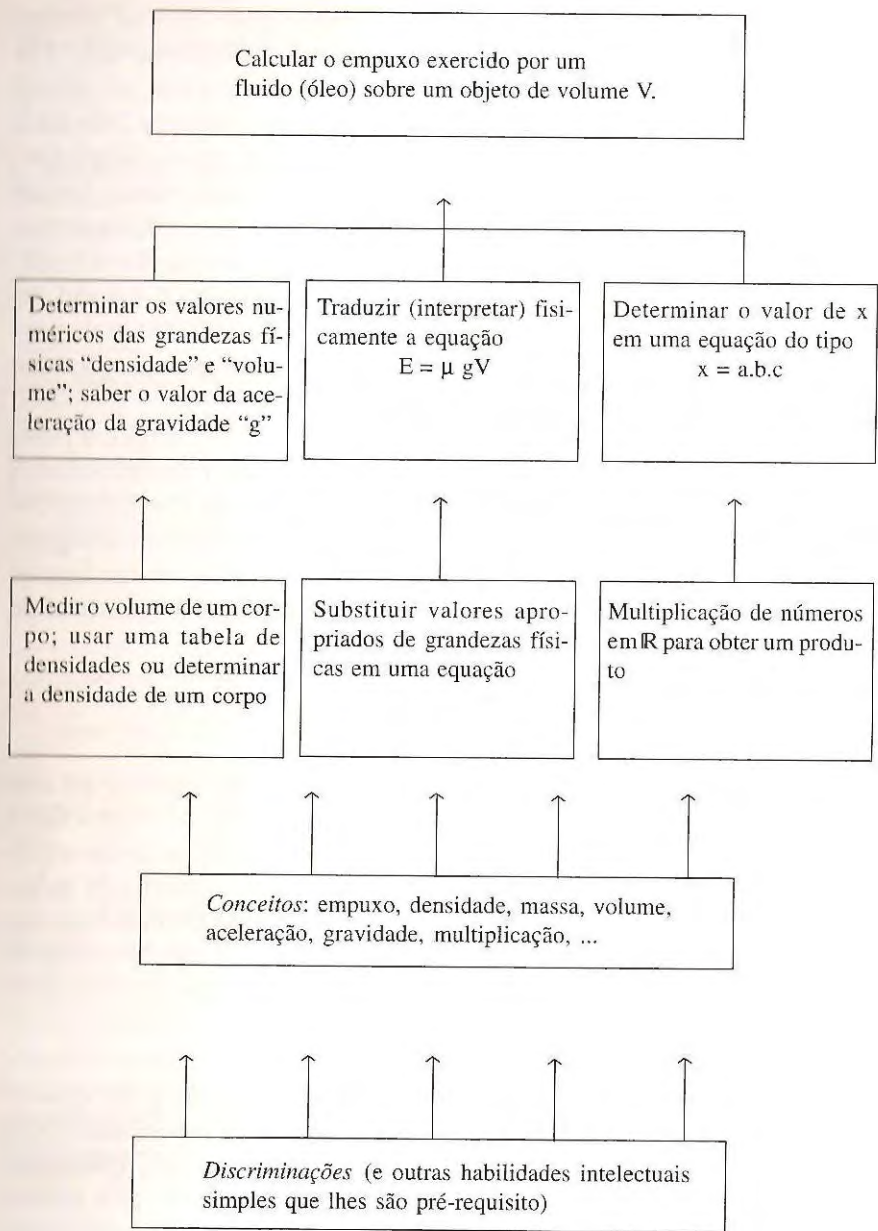 Calcular o empuxo exercido por um
fluido (óleo) sobre um objeto de volume V.
Determinar os valores nu-
méricos das grandezas fí-
sicas “densidade” e “volu-
me”; saber o valor da ace-
leração da gravidade “g”
Traduzir (interpretar) fisi-
camente a equação
E = μ gV
Determinar o valor de x
em uma equação do tipo
x = a.b.c
Medir o volume de um cor-
po; usar uma tabela de
densidades ou determinar
a densidade de um corpo
Substituir valores apro-
priados de grandezas físi-
cas em uma equação
Multiplicação de números
em ℝ para obter um produ-
to
Conceitos: empuxo, densidade, massa, volume,
aceleração, gravidade, multiplicação, ...
Discriminações (e outras habilidades intelectuais
simples que lhes são pré-requisito)